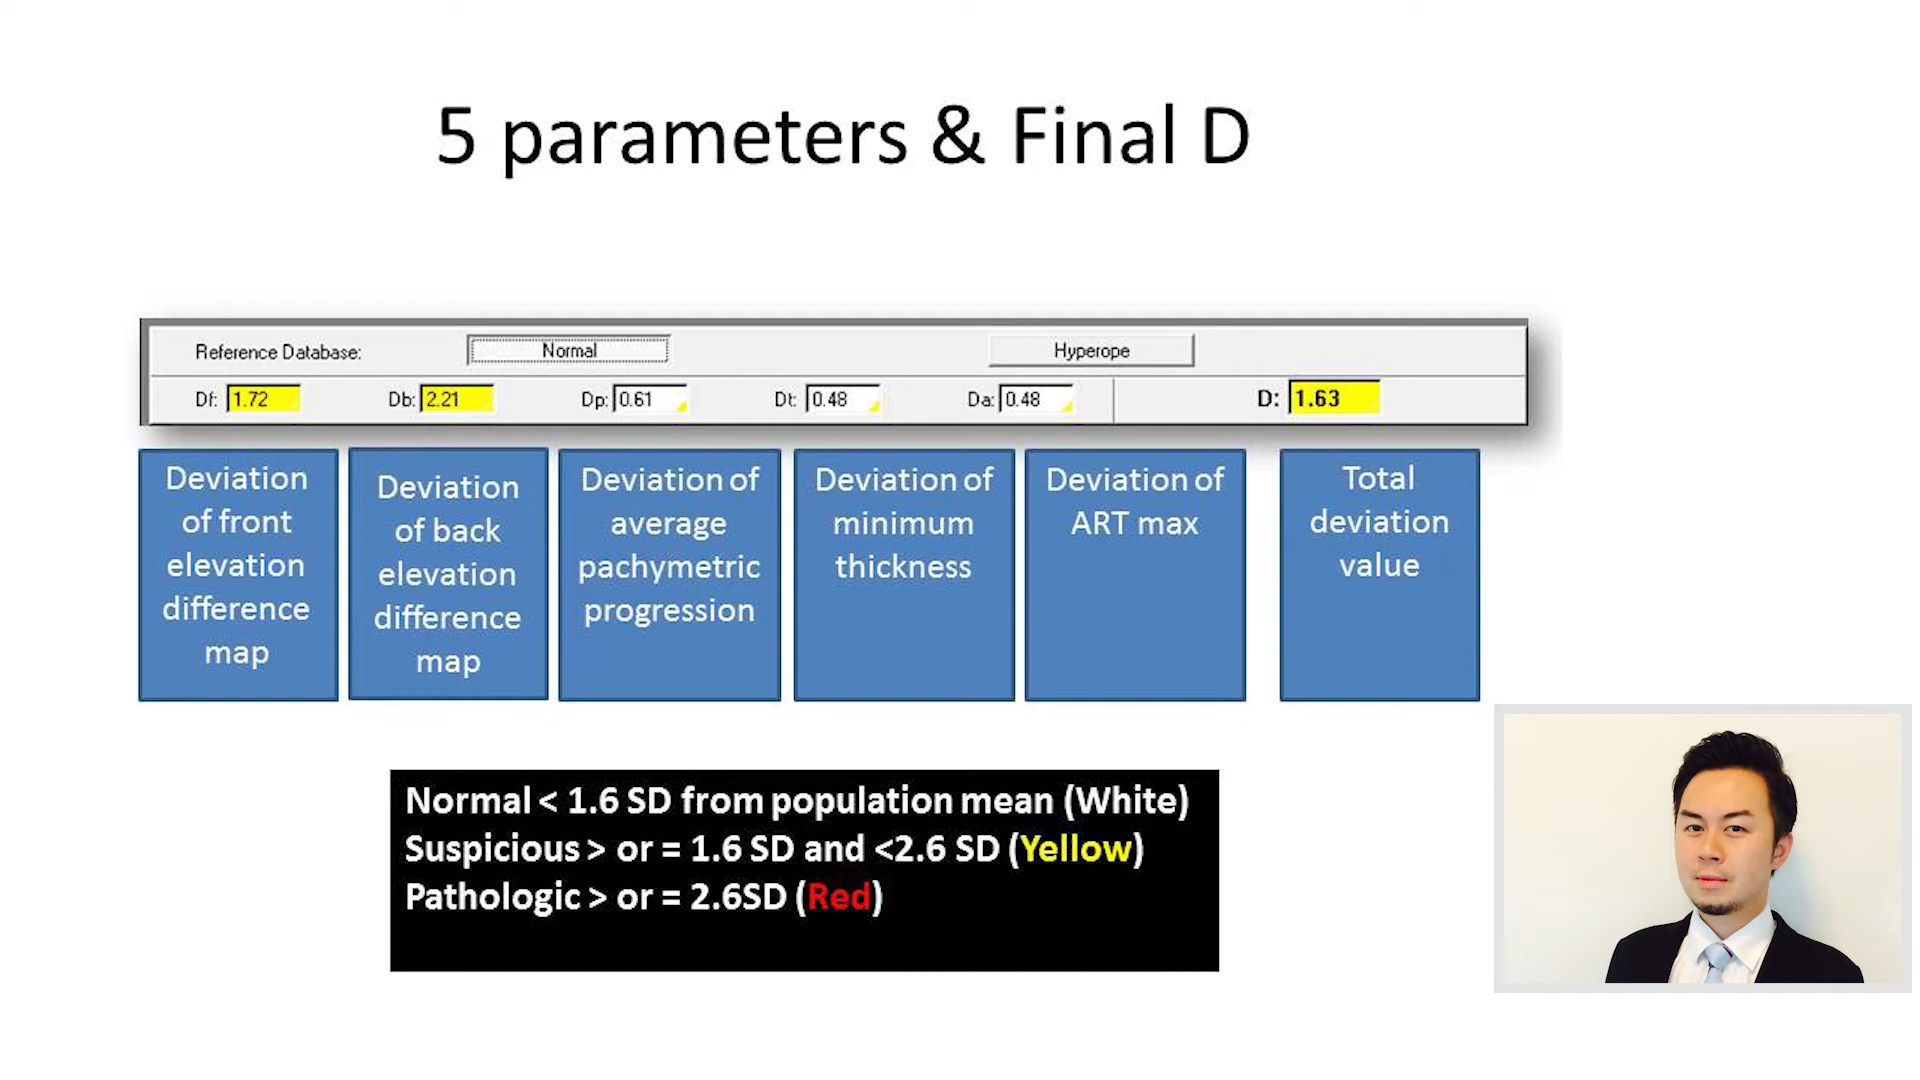 5 parameters & Final D
Reference Database: Normal Hyperope
Df: 1.72 Db: 2.21 Dp: 0.61 Dt: 0.48 Da: 0.48 D: 1.63
Deviation
of front
elevation
difference
map
Deviation
of back
elevation
difference
map
Deviation of
average
pachymetric
progression
Deviation of
minimum
thickness
Deviation of
ART max
Total
deviation
value
Normal < 1.6 SD from population mean (White)
Suspicious > or = 1.6 SD and <2.6 SD (Yellow)
Pathologic > or = 2.6SD (Red)